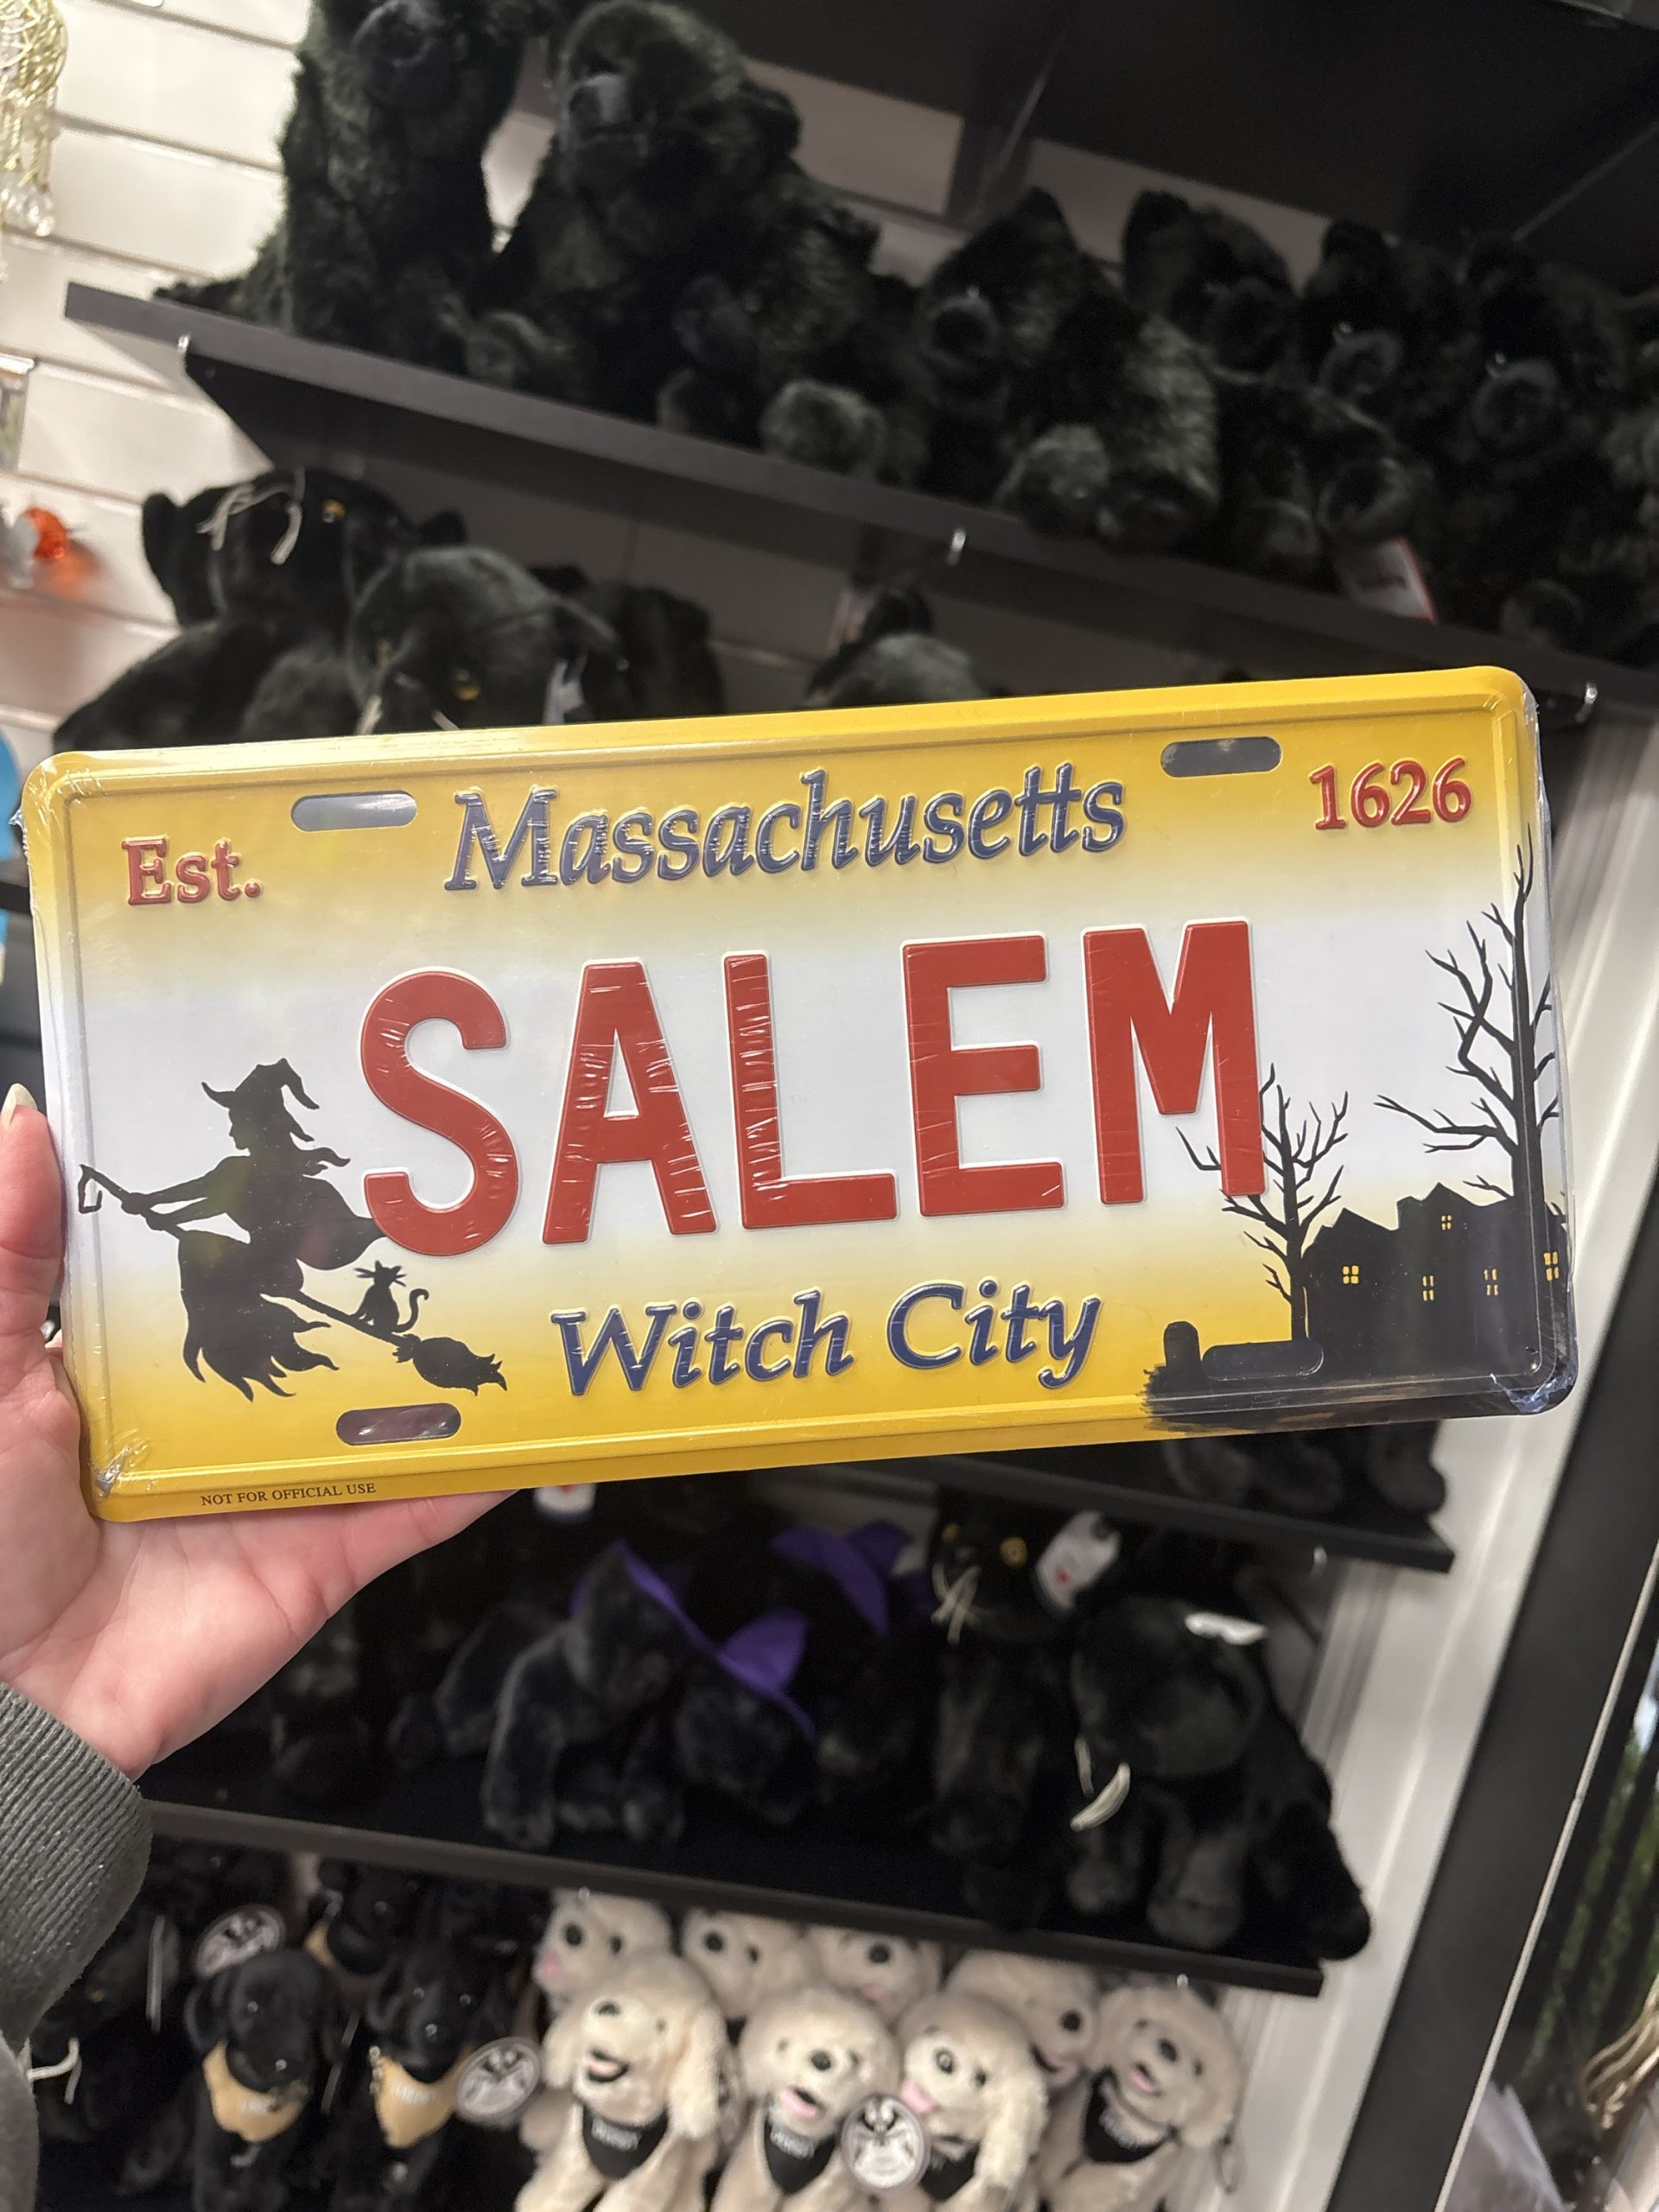 Est. Massachusetts 1626
SALEM
Witch City
NOT FOR OFFICIAL USE